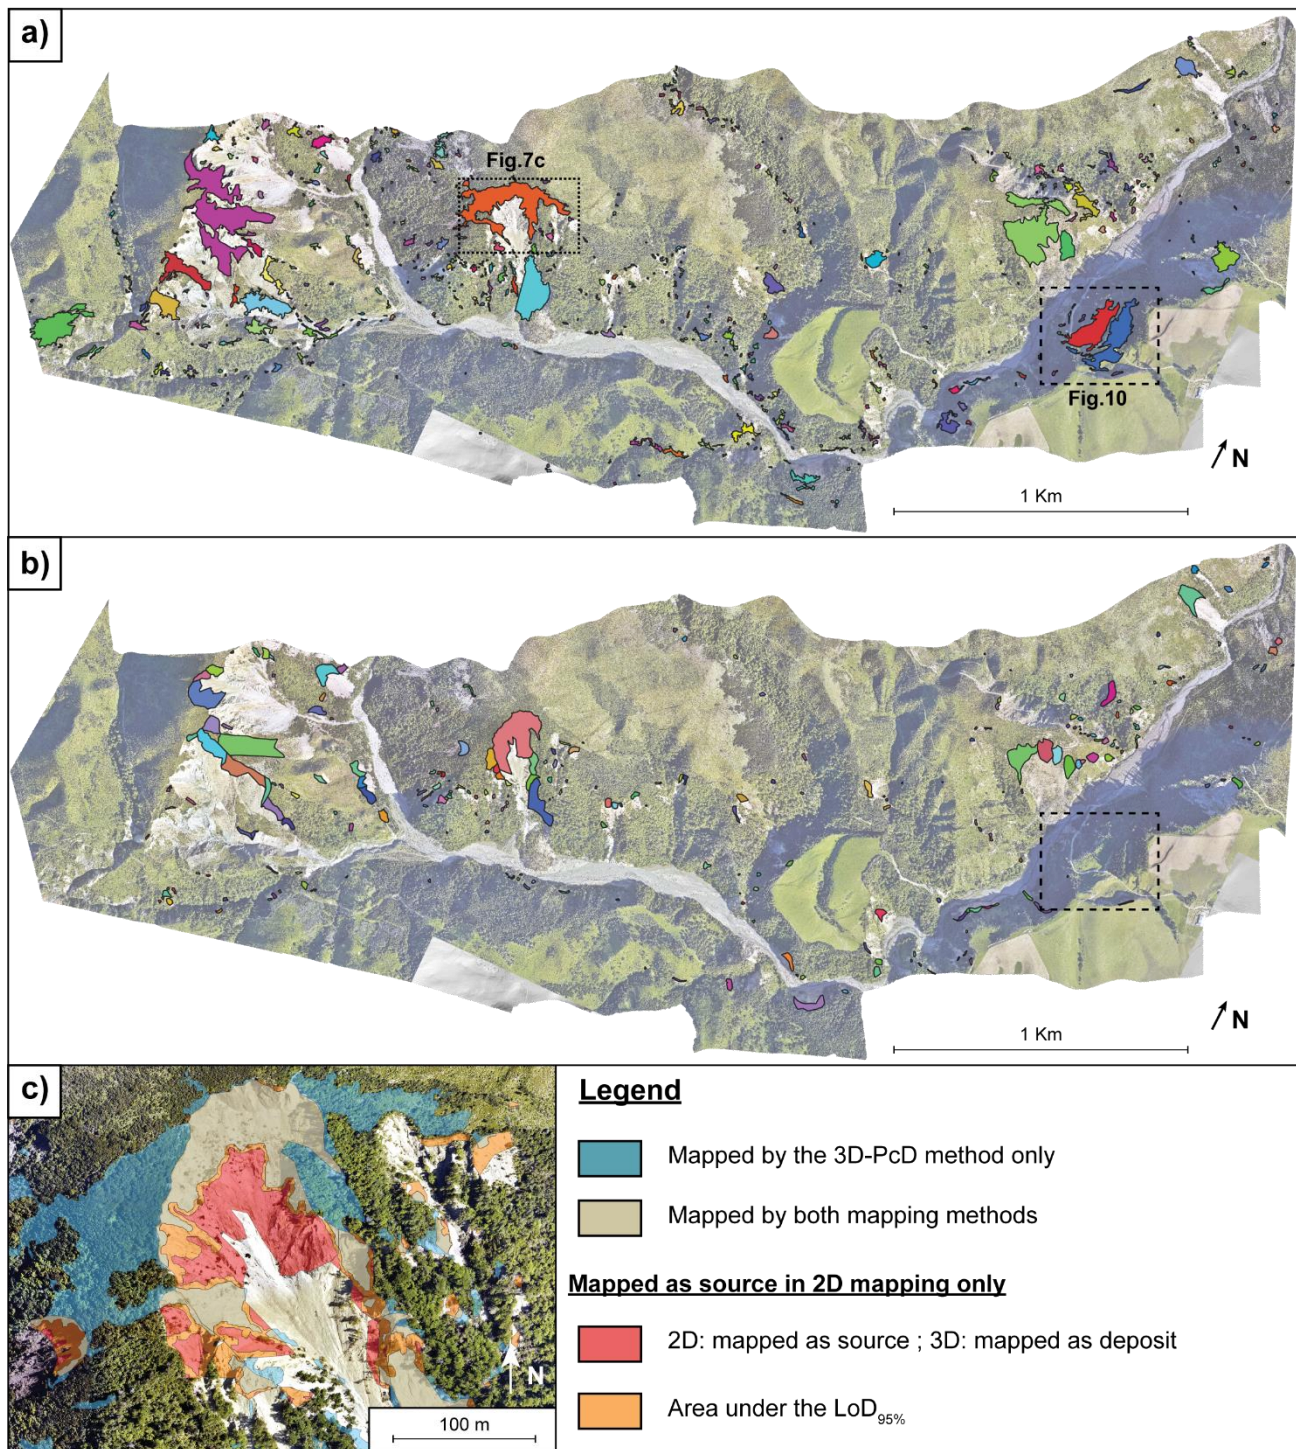 a)
Fig.7c
Fig.10
N
1 Km
b)
N
1 Km
c)
N
100 m
Legend
Mapped by the 3D-PcD method only
Mapped by both mapping methods
Mapped as source in 2D mapping only
2D: mapped as source ; 3D: mapped as deposit
Area under the LoD95%